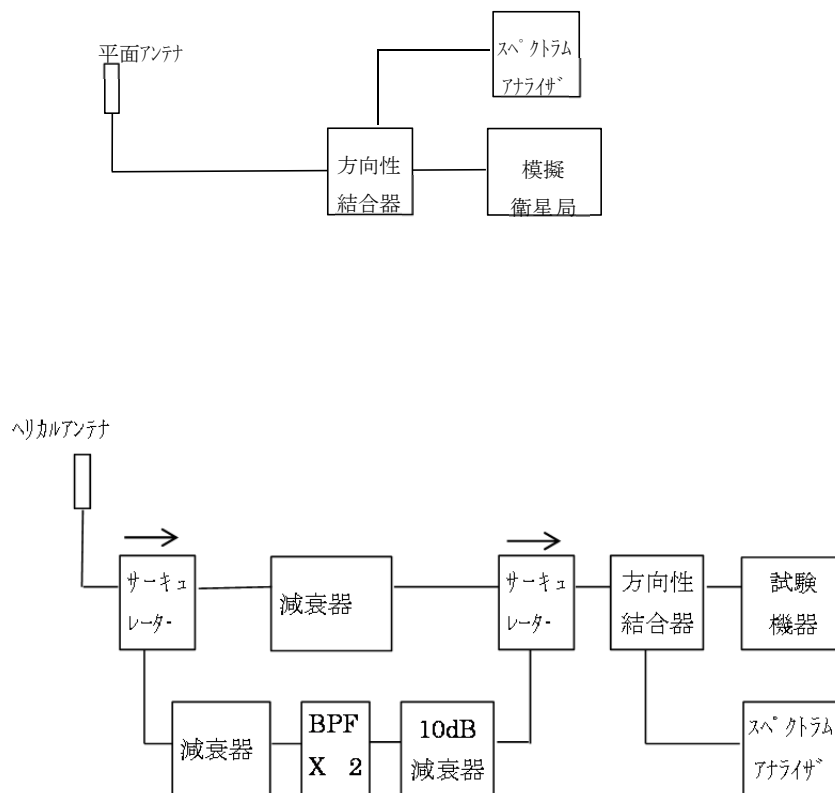 平面アンテナ
スペクトラム
アナライザ
方向性
結合器
模擬
衛星局
ヘリカルアンテナ
サーキュ
レーター
減衰器
サーキュ
レーター
方向性
結合器
試験
機器
減衰器
BPF
X 2
10dB
減衰器
スペクトラム
アナライザ